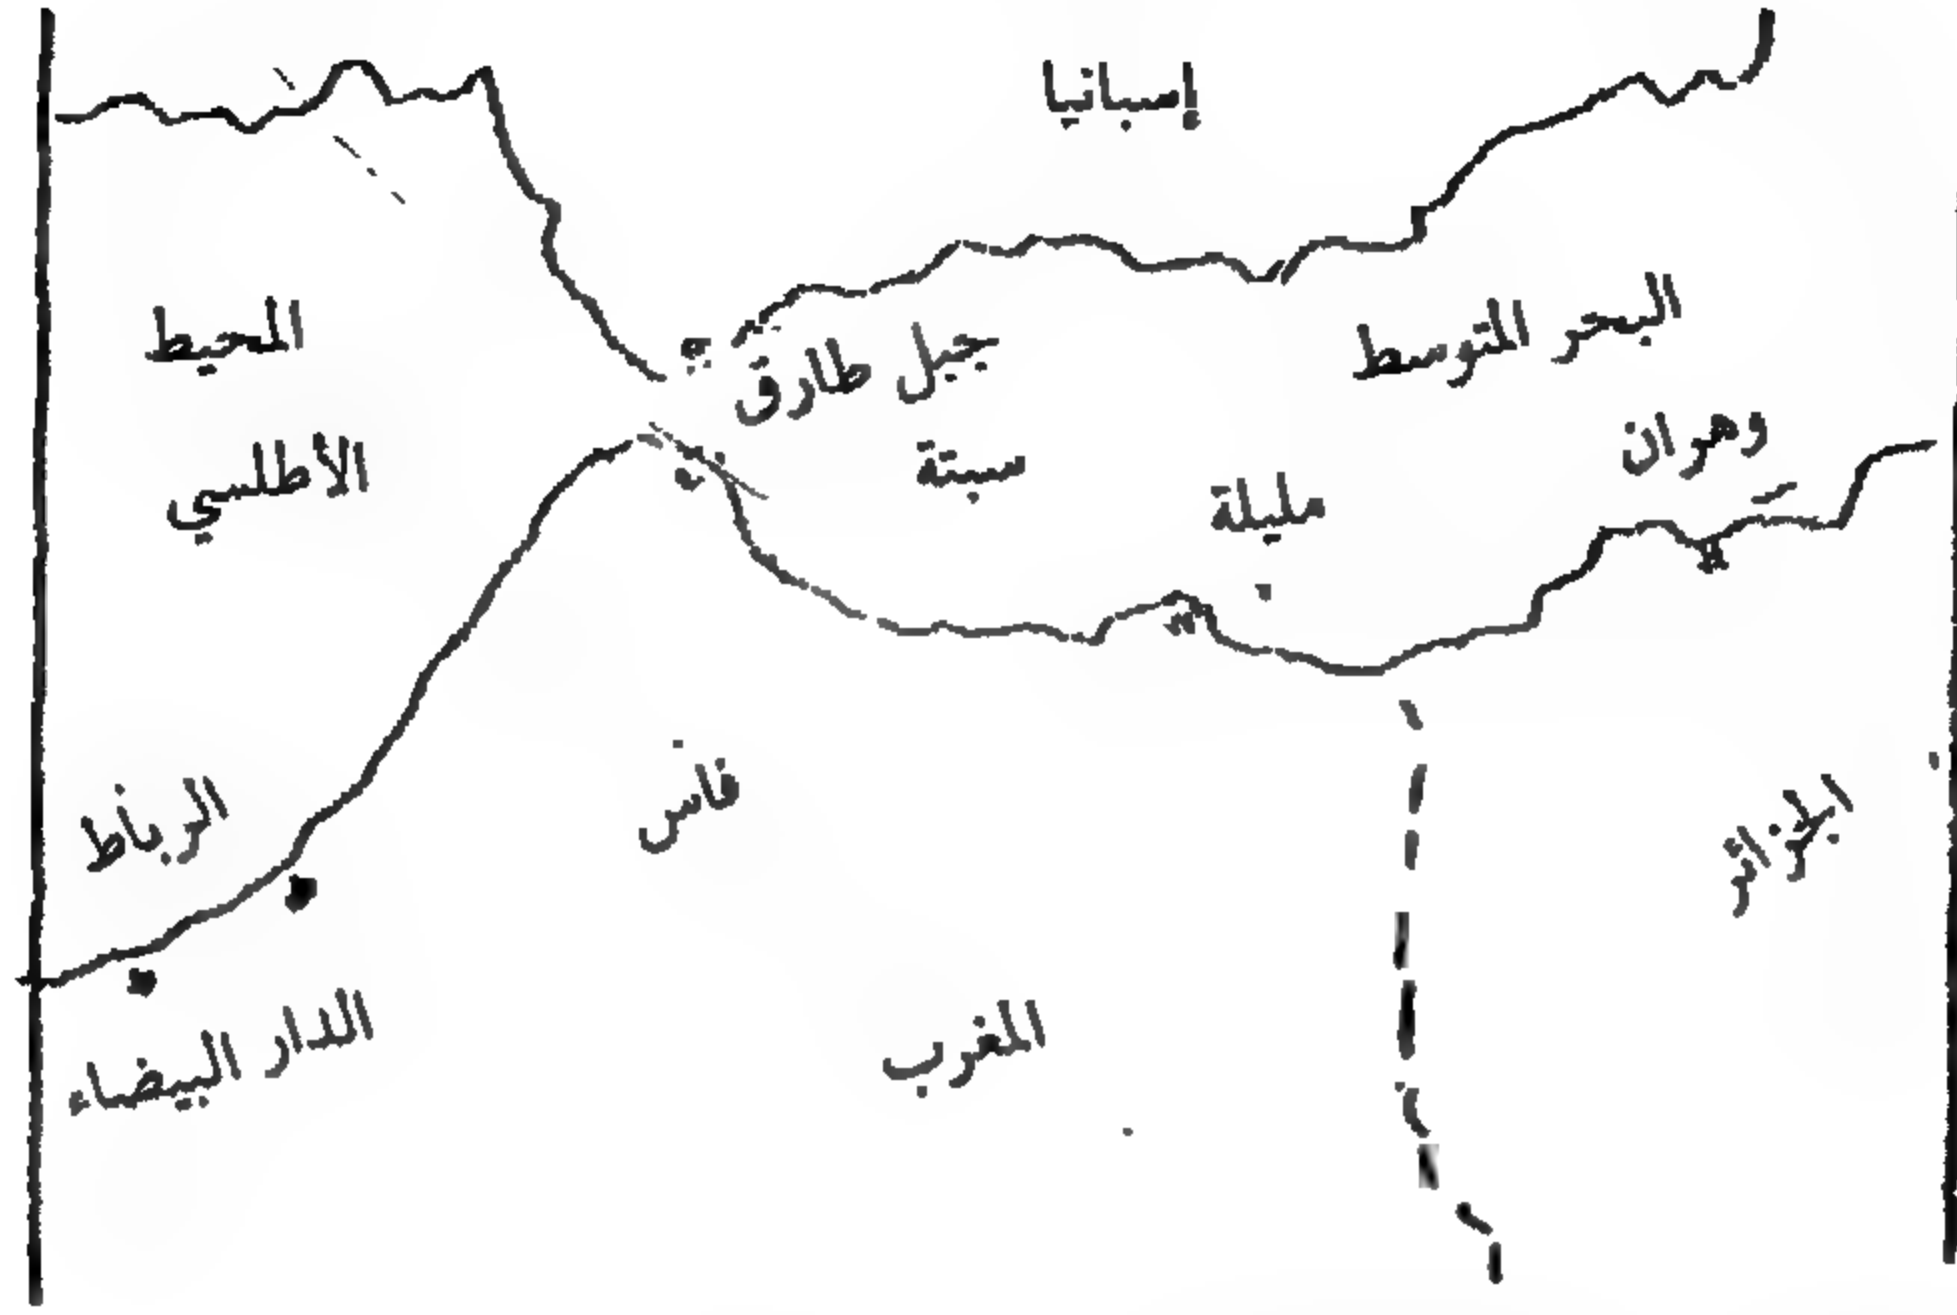 إسبانيا
المحيط
الأطلسي
جبل طارق
البحر المتوسط
سبتة
مليلة
وهران
الرباط
فاس
الجزائر
الدار البيضاء
المغرب